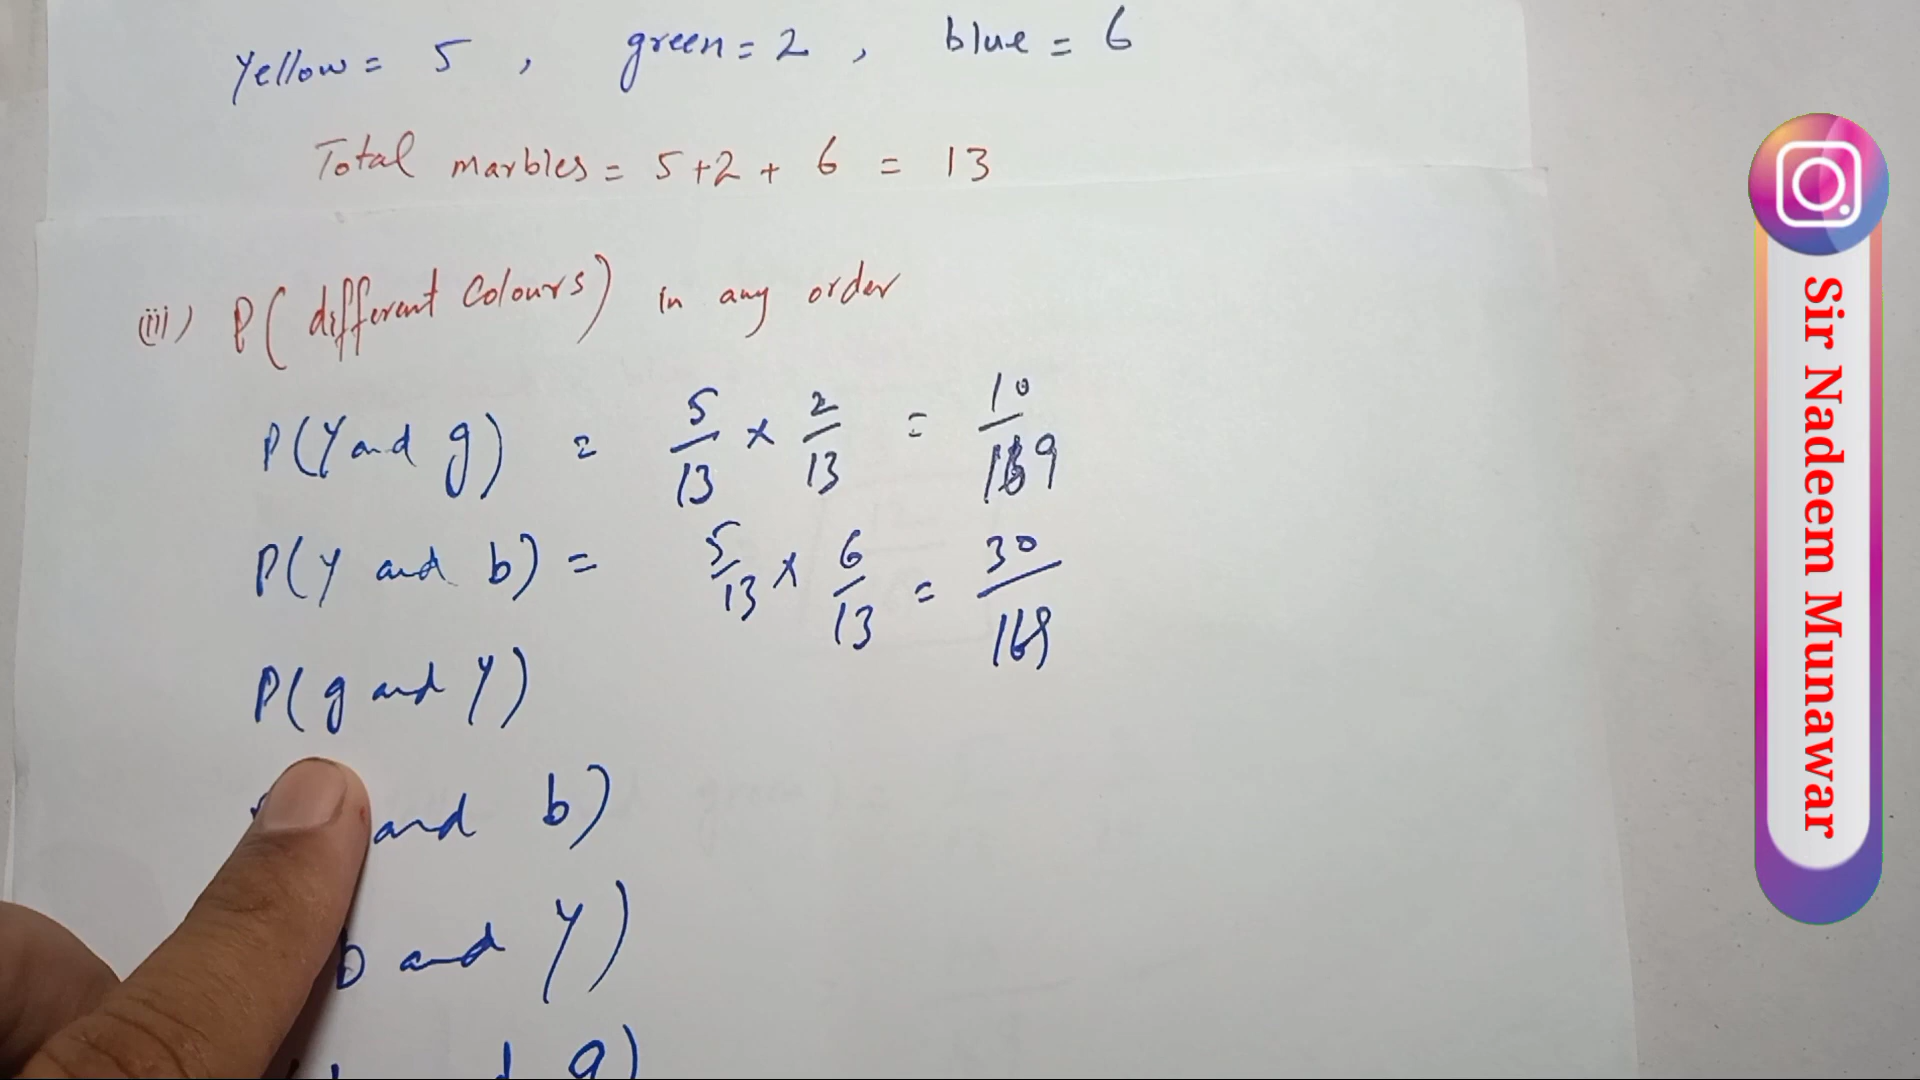 Yellow = 5 , green = 2 , blue = 6
Total marbles = 5+2 + 6 = 13
(iii) P( different Colours) in any order
P(Y and g) = 5/13 × 2/13 = 10/169
P(Y and b) = 5/13 × 6/13 = 30/169
P(g and Y)
and b)
b and Y)
g)
Sir Nadeem Munawar